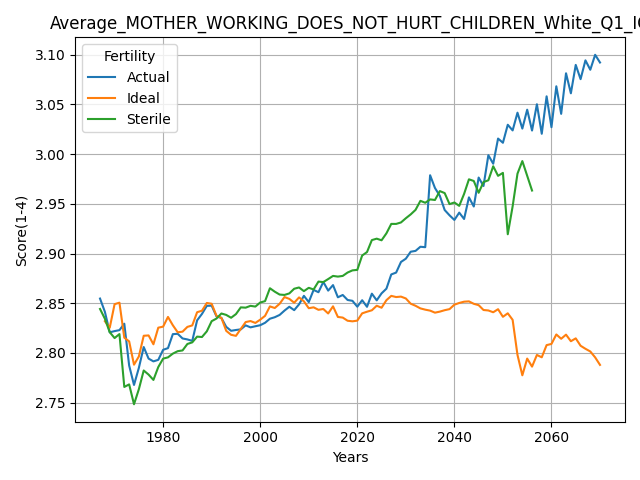 Average_MOTHER_WORKING_DOES_NOT_HURT_CHILDREN_White_Q1_IC
Fertility
Actual
Ideal
Sterile
3.10
3.05
3.00
2.95
2.90
2.85
2.80
2.75
Score(1-4)
1980
2000
2020
2040
2060
Years